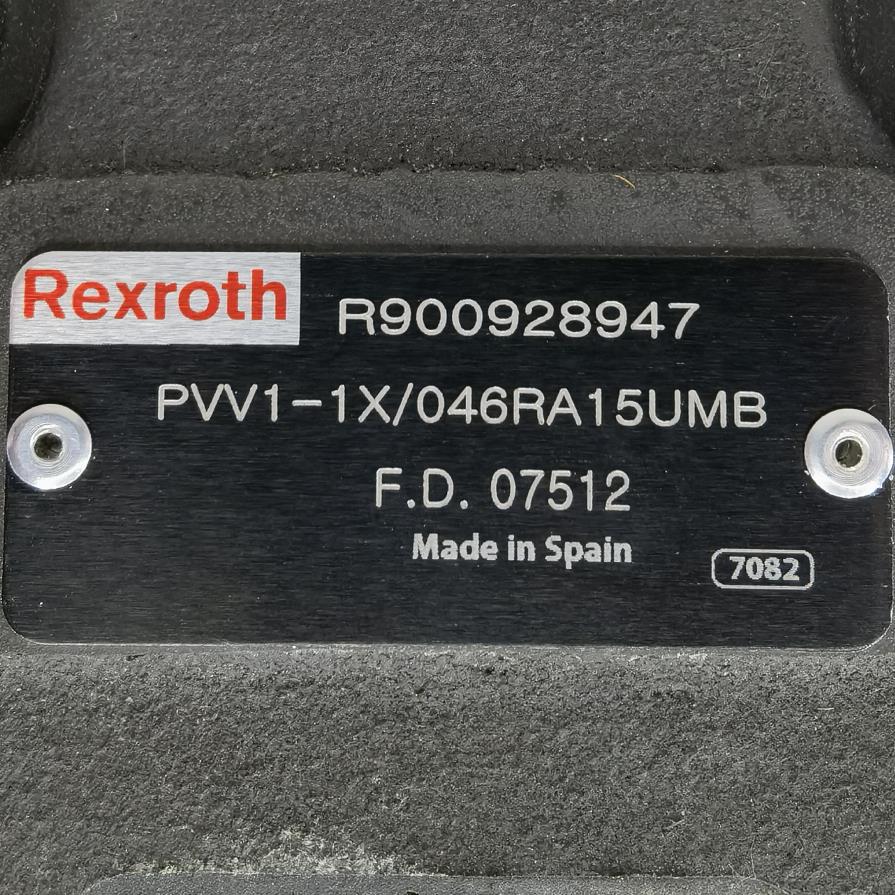 Rexroth R900928947
PVV1-1X/046RA15UMB
F.D. 07512
Made in Spain
7082